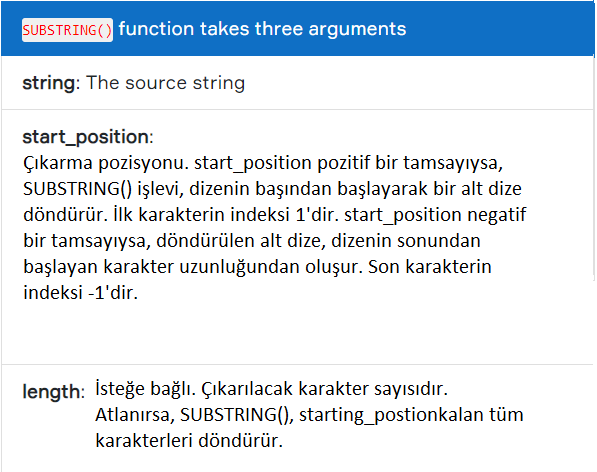 SUBSTRING() function takes three arguments
string: The source string
start_position:
Çıkarma pozisyonu. start_position pozitif bir tamsayıysa,
SUBSTRING() işlevi, dizenin başından başlayarak bir alt dize
döndürür. İlk karakterin indeksi 1'dir. start_position negatif
bir tamsayıysa, döndürülen alt dize, dizenin sonundan
başlayan karakter uzunluğundan oluşur. Son karakterin
indeksi -1'dir.
length: İsteğe bağlı. Çıkarılacak karakter sayısıdır.
Atlanırsa, SUBSTRING(), starting_postionkalan tüm
karakterleri döndürür.